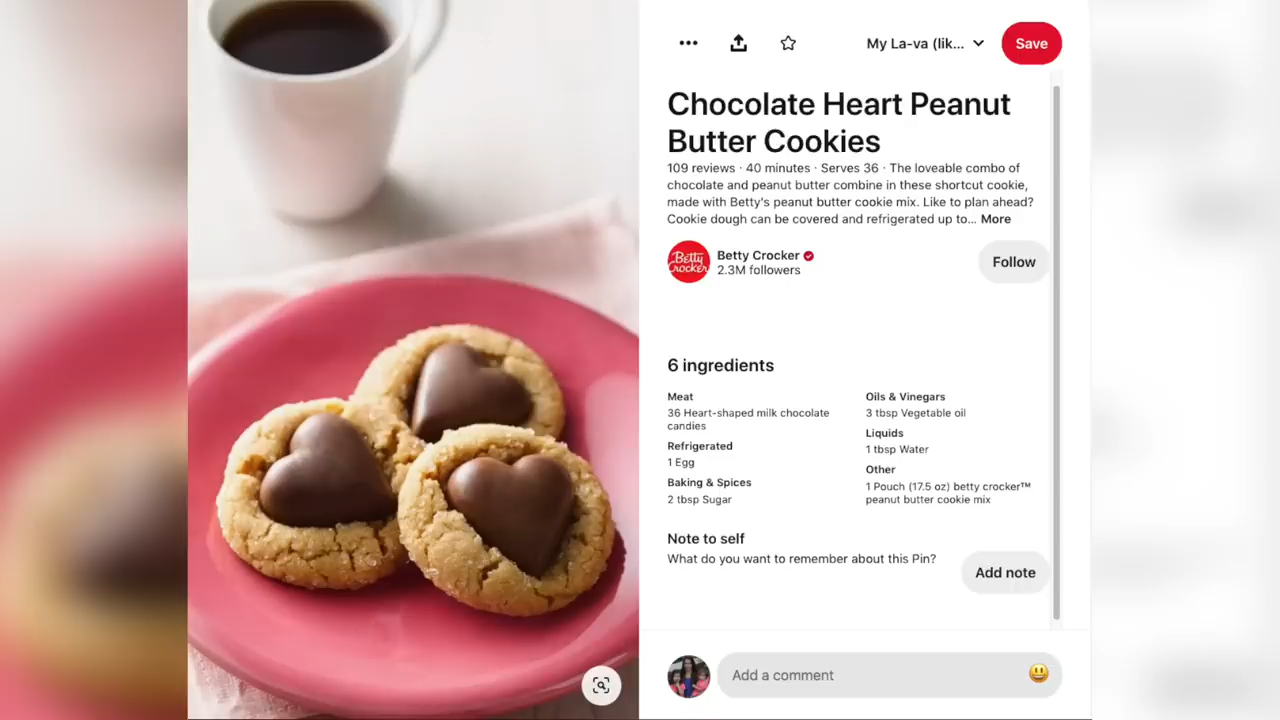 My La-va (lik...
Save
Chocolate Heart Peanut
Butter Cookies
109 reviews · 40 minutes · Serves 36 · The loveable combo of
chocolate and peanut butter combine in these shortcut cookie,
made with Betty's peanut butter cookie mix. Like to plan ahead?
Cookie dough can be covered and refrigerated up to... More
Betty Crocker
Betty Crocker
2.3M followers
Follow
6 ingredients
Meat
36 Heart-shaped milk chocolate
candies
Refrigerated
1 Egg
Baking & Spices
2 tbsp Sugar
Oils & Vinegars
3 tbsp Vegetable oil
Liquids
1 tbsp Water
Other
1 Pouch (17.5 oz) betty crocker™
peanut butter cookie mix
Note to self
What do you want to remember about this Pin?
Add note
Add a comment